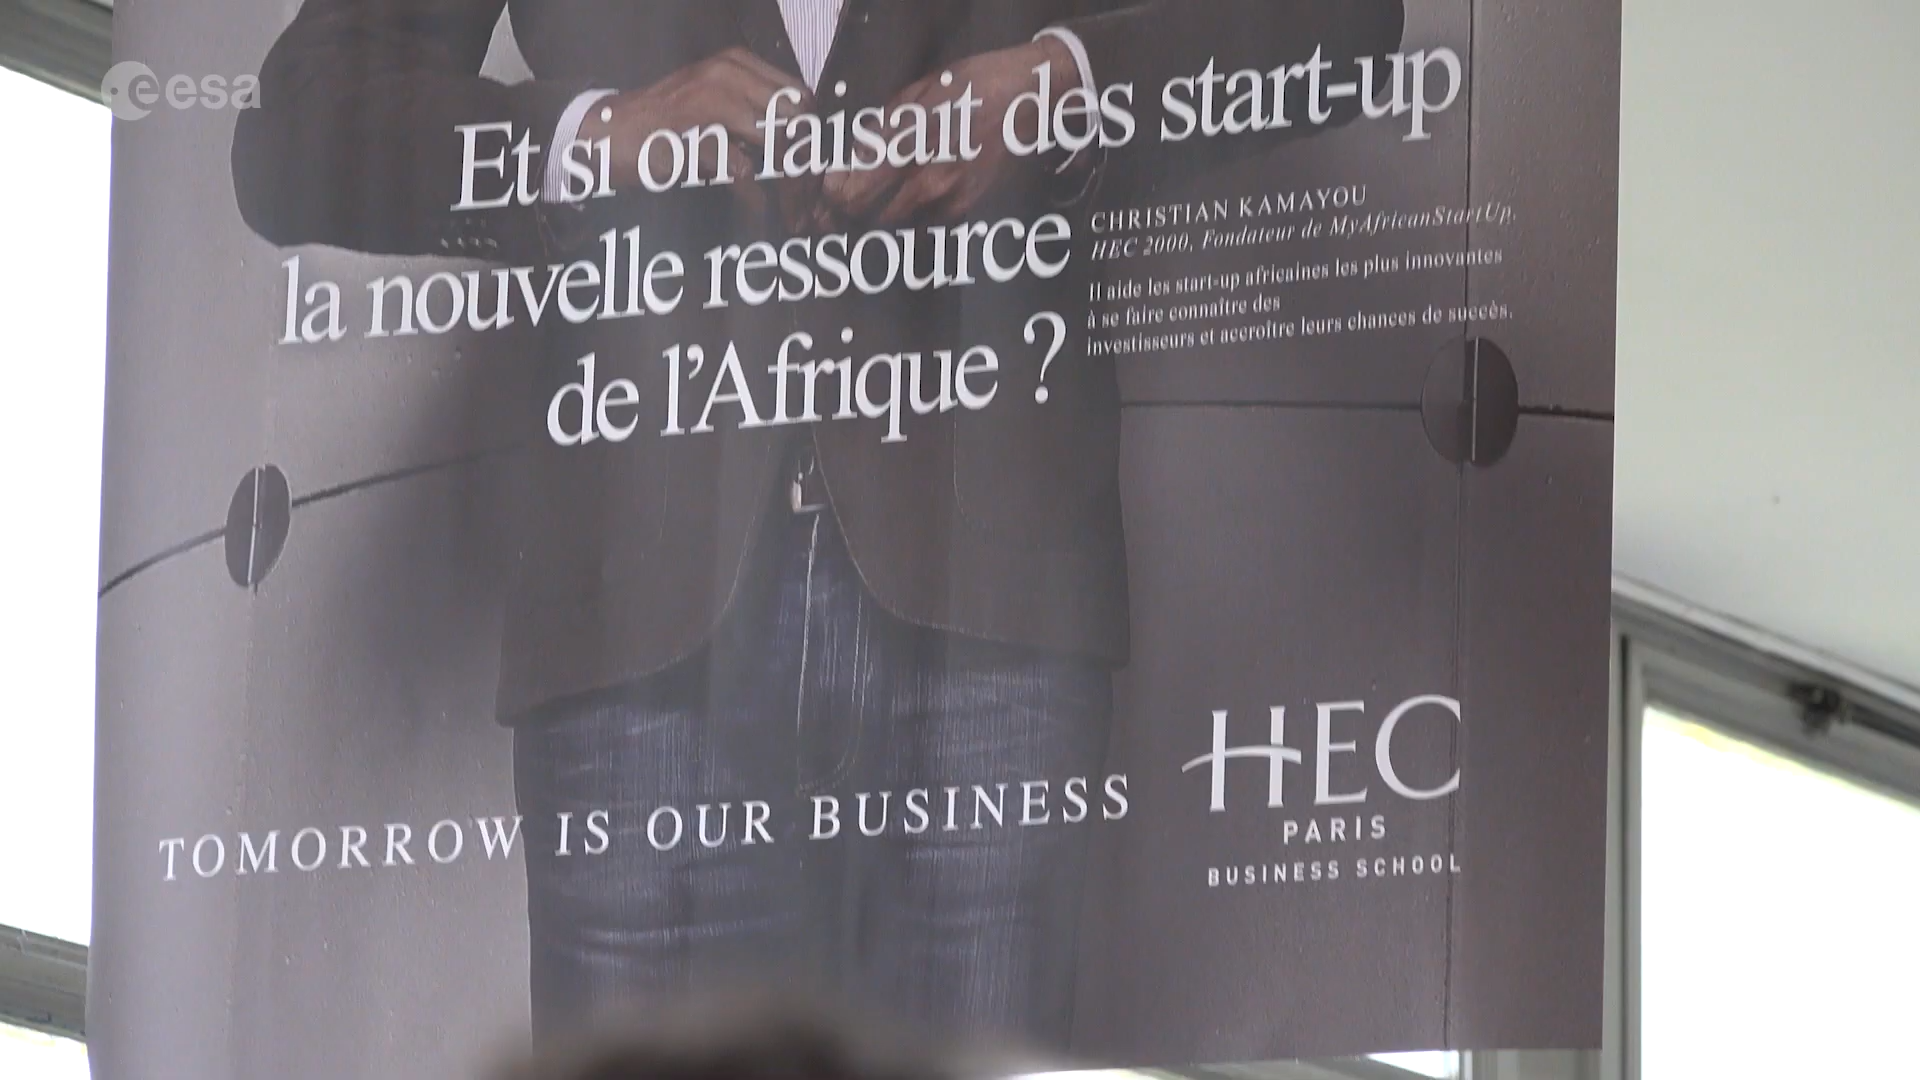 esa
Et si on faisait des start-up
la nouvelle ressource
de l'Afrique ?
CHRISTIAN KAMAYOU
HEC 2000, Fondateur de MyAfricanStartUp.
Il aide les start-up africaines les plus innovantes
à se faire connaître des
investisseurs et accroître leurs chances de succès.
TOMORROW IS OUR BUSINESS
HEC
PARIS
BUSINESS SCHOOL